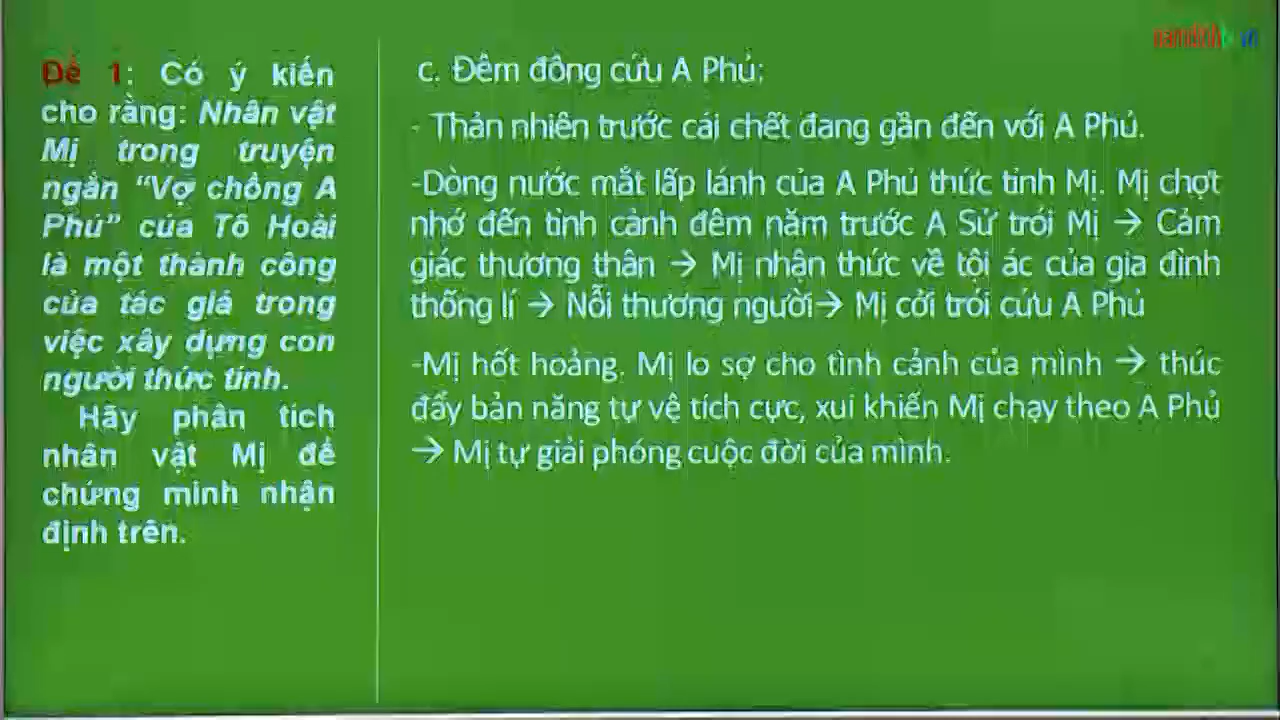 Đề 1: Có ý kiến
cho rằng: Nhân vật
Mị trong truyện
ngắn “Vợ chồng A
Phủ” của Tô Hoài
là một thành công
của tác giả trong
việc xây dựng con
người thức tỉnh.
Hãy phân tích
nhân vật Mị để
chứng minh nhận
định trên.
c. Đêm đông cứu A Phủ:
- Thản nhiên trước cái chết đang gần đến với A Phủ.
-Dòng nước mắt lấp lánh của A Phủ thức tỉnh Mị. Mị chợt
nhớ đến tình cảnh đêm năm trước A Sử trói Mị → Cảm
giác thương thân → Mị nhận thức về tội ác của gia đình
thống lí → Nỗi thương người→ Mị cởi trói cứu A Phủ
-Mị hốt hoảng. Mị lo sợ cho tình cảnh của mình → thúc
đẩy bản năng tự vệ tích cực, xui khiến Mị chạy theo A Phủ
→ Mị tự giải phóng cuộc đời của mình.